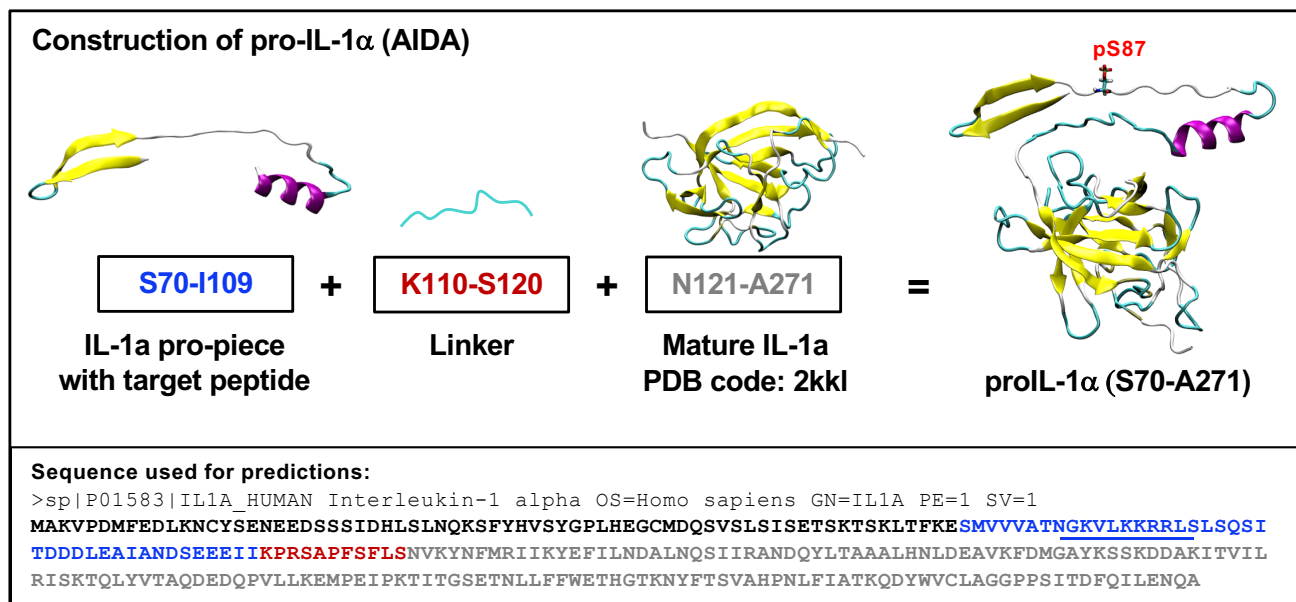 Construction of pro-IL-1α (AIDA)
pS87
S70-I109 + K110-S120 + N121-A271 =
IL-1a pro-piece Linker Mature IL-1a proIL-1α (S70-A271)
with target peptide PDB code: 2kkI
Sequence used for predictions:
>sp|P01583|IL1A_HUMAN Interleukin-1 alpha OS=Homo sapiens GN=IL1A PE=1 SV=1
MAKVPDMFEDLKNCYSENEEDSSSIDHLSLNQKSFYHVSYGPLHEGCMDQSVSLSISETSKTSKLTFKESMVVVATNGKVLKKRRLSLSQSI
TDDDLEAIANDSEEEIIKPRSAPFSFLSNVKYNFMRIIKYEFILNDALNQSIIRANDQYLTAAALHNLDEAVKFDMGAYKSSKDDAKITVIL
RISKTQLYVTAQDEDQPVLLKEMPEIPKTITGSETNLLFFWETHGTKNYFTSVAHPNLFIATKQDYWVCLAGGPPSITDFQILENQA